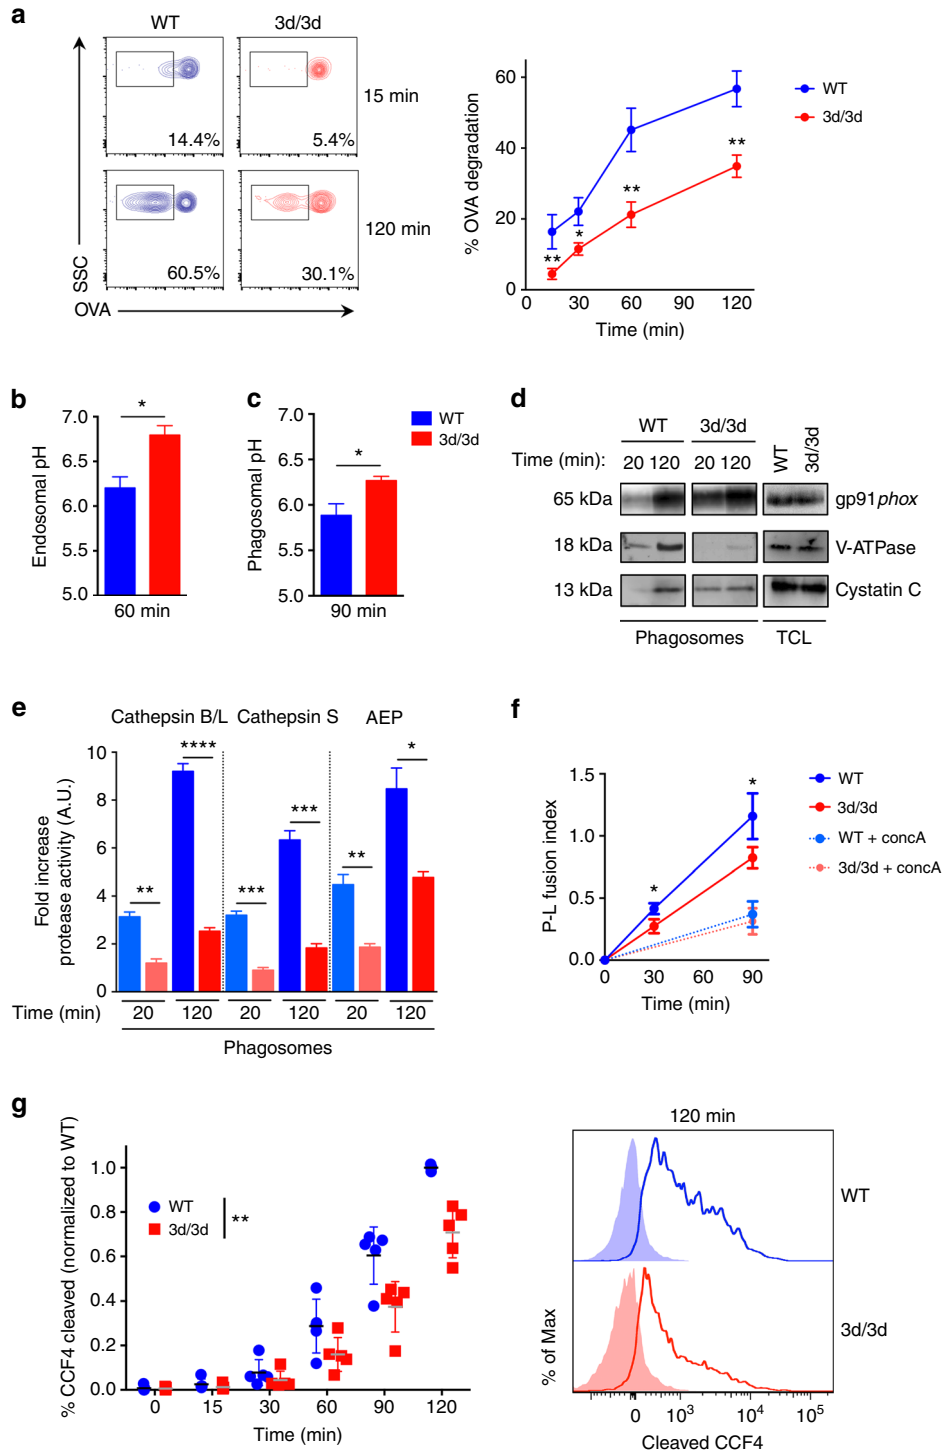 a
WT
3d/3d
SSC
14.4%
5.4%
15 min
60.5%
30.1%
120 min
OVA
% OVA degradation
60
40
20
0
**
*
**
**
0 30 60 90 120
Time (min)
WT
3d/3d
b
Endosomal pH
7.0
6.5
6.0
5.5
5.0
*
60 min
c
Phagosomal pH
7.0
6.5
6.0
5.5
5.0
*
90 min
WT
3d/3d
d
WT 3d/3d WT 3d/3d
Time (min): 20 120 20 120
65 kDa gp91phox
18 kDa V-ATPase
13 kDa Cystatin C
Phagosomes TCL
e
Cathepsin B/L Cathepsin S AEP
Fold increase
protease activity (A.U.)
10
8
6
4
2
0
** **** *** *** ** *
Time (min) 20 120 20 120 20 120
Phagosomes
f
P-L fusion index
1.5
1.0
0.5
0.0
*
*
0 30 60 90
Time (min)
WT
3d/3d
WT + concA
3d/3d + concA
g
% CCF4 cleaved (normalized to WT)
1.0
0.8
0.6
0.4
0.2
0.0
WT
3d/3d
**
0 15 30 60 90 120
Time (min)
120 min
WT
3d/3d
% of Max
0 10³ 10⁴ 10⁵
Cleaved CCF4